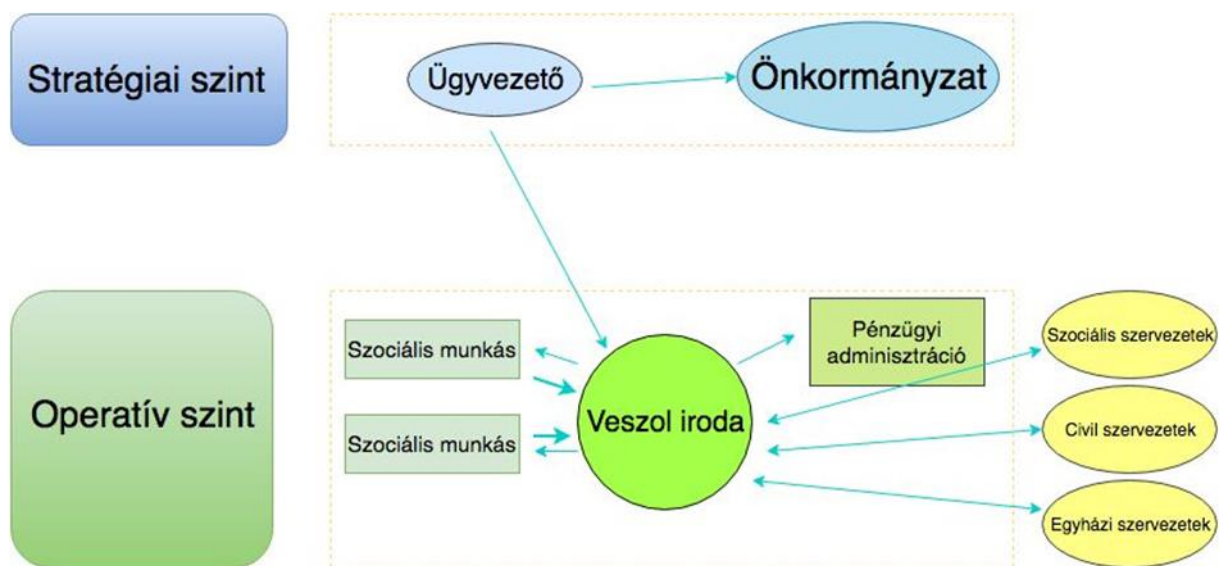 Stratégiai szint
Ügyvezető
Önkormányzat
Operatív szint
Szociális munkás
Szociális munkás
Veszol iroda
Pénzügyi
adminisztráció
Szociális szervezetek
Civil szervezetek
Egyházi szervezetek